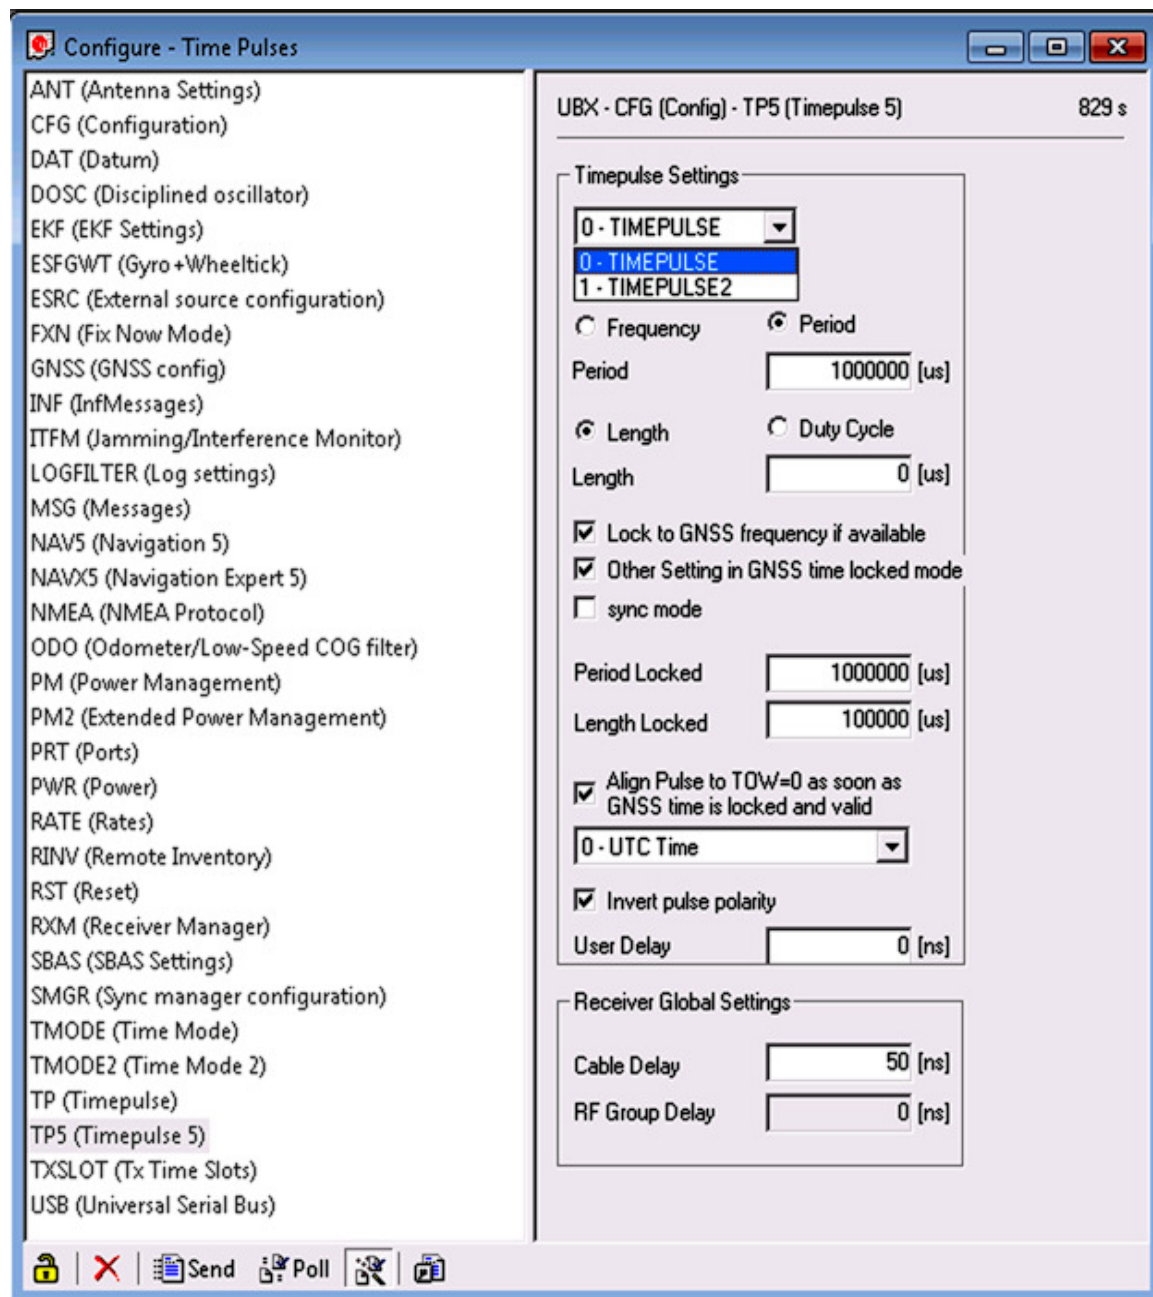 Configure - Time Pulses
ANT (Antenna Settings)
CFG (Configuration)
DAT (Datum)
DOSC (Disciplined oscillator)
EKF (EKF Settings)
ESFGWT (Gyro+Wheeltick)
ESRC (External source configuration)
FXN (Fix Now Mode)
GNSS (GNSS config)
INF (InfMessages)
ITFM (Jamming/Interference Monitor)
LOGFILTER (Log settings)
MSG (Messages)
NAV5 (Navigation 5)
NAVX5 (Navigation Expert 5)
NMEA (NMEA Protocol)
ODO (Odometer/Low-Speed COG filter)
PM (Power Management)
PM2 (Extended Power Management)
PRT (Ports)
PWR (Power)
RATE (Rates)
RINV (Remote Inventory)
RST (Reset)
RXM (Receiver Manager)
SBAS (SBAS Settings)
SMGR (Sync manager configuration)
TMODE (Time Mode)
TMODE2 (Time Mode 2)
TP (Timepulse)
TP5 (Timepulse 5)
TXSLOT (Tx Time Slots)
USB (Universal Serial Bus)
UBX - CFG (Config) - TP5 (Timepulse 5) 829 s
Timepulse Settings
0 - TIMEPULSE
0 - TIMEPULSE
1 - TIMEPULSE2
Frequency Period
Period 1000000 [us]
Length Duty Cycle
Length 0 [us]
Lock to GNSS frequency if available
Other Setting in GNSS time locked mode
sync mode
Period Locked 1000000 [us]
Length Locked 100000 [us]
Align Pulse to TOW=0 as soon as
GNSS time is locked and valid
0 - UTC Time
Invert pulse polarity
User Delay 0 [ns]
Receiver Global Settings
Cable Delay 50 [ns]
RF Group Delay 0 [ns]
Send Poll